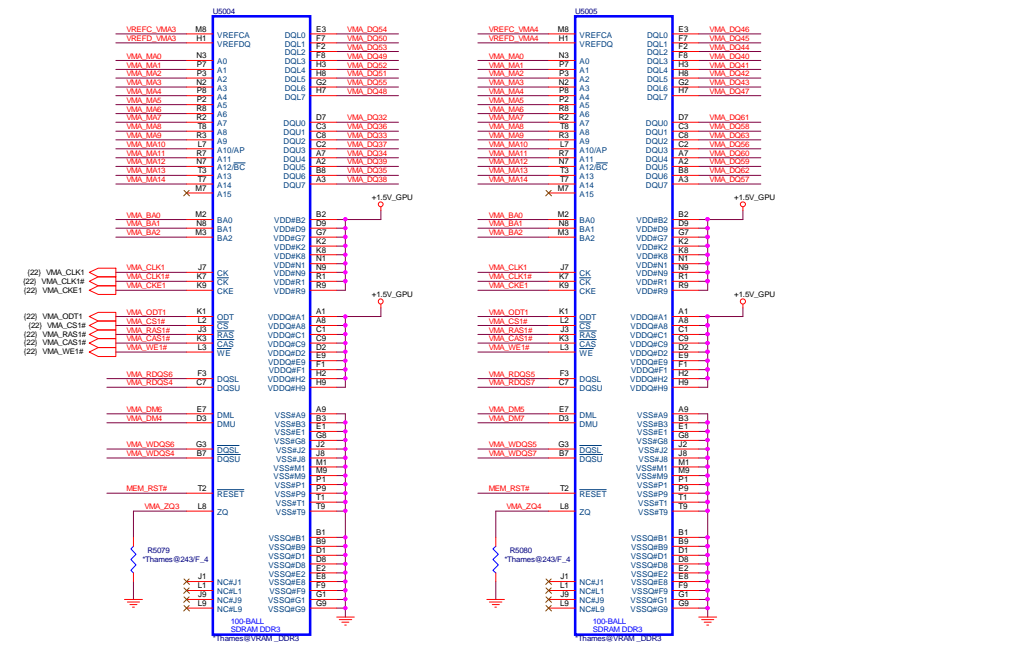 U5004
VREFC_VMA3 M8 VREFCA
VREFD_VMA3 H1 VREFDQ
VMA_MA0 N3 A0
VMA_MA1 P7 A1
VMA_MA2 P3 A2
VMA_MA3 N2 A3
VMA_MA4 P8 A4
VMA_MA5 P2 A5
VMA_MA6 R8 A6
VMA_MA7 R2 A7
VMA_MA8 T8 A8
VMA_MA9 R3 A9
VMA_MA10 L7 A10/AP
VMA_MA11 R7 A11
VMA_MA12 N7 A12/BC
VMA_MA13 T3 A13
VMA_MA14 T7 A14
M7 A15
VMA_BA0 M2 BA0
VMA_BA1 N8 BA1
VMA_BA2 M3 BA2
(22) VMA_CLK1 VMA_CLK1 J7 CK
(22) VMA_CLK1# VMA_CLK1# K7 CK
(22) VMA_CKE1 VMA_CKE1 K9 CKE
(22) VMA_ODT1 VMA_ODT1 K1 ODT
(22) VMA_CS1# VMA_CS1# L2 CS
(22) VMA_RAS1# VMA_RAS1# J3 RAS
(22) VMA_CAS1# VMA_CAS1# K3 CAS
(22) VMA_WE1# VMA_WE1# L3 WE
VMA_RDQS6 F3 DQSL
VMA_RDQS4 C7 DQSU
VMA_DM6 E7 DML
VMA_DM4 D3 DMU
VMA_WDQS6 G3 DQSL
VMA_WDQS4 B7 DQSU
MEM_RST# T2 RESET
VMA_ZQ3 L8 ZQ
R5079
*Thames@243/F_4
J1 NC#J1
L1 NC#L1
J9 NC#J9
L9 NC#L9
DQL0 E3 VMA_DQ54
DQL1 F7 VMA_DQ50
DQL2 F2 VMA_DQ53
DQL3 F8 VMA_DQ49
DQL4 H3 VMA_DQ52
DQL5 H8 VMA_DQ51
DQL6 G2 VMA_DQ55
DQL7 H7 VMA_DQ48
DQU0 D7 VMA_DQ32
DQU1 C3 VMA_DQ36
DQU2 C8 VMA_DQ33
DQU3 C2 VMA_DQ37
DQU4 A7 VMA_DQ34
DQU5 A2 VMA_DQ39
DQU6 B8 VMA_DQ35
DQU7 A3 VMA_DQ38
+1.5V_GPU
VDD#B2 B2
VDD#D9 D9
VDD#G7 G7
VDD#K2 K2
VDD#K8 K8
VDD#N1 N1
VDD#N9 N9
VDD#R1 R1
VDD#R9 R9
+1.5V_GPU
VDDQ#A1 A1
VDDQ#A8 A8
VDDQ#C1 C1
VDDQ#C9 C9
VDDQ#D2 D2
VDDQ#E9 E9
VDDQ#F1 F1
VDDQ#H2 H2
VDDQ#H9 H9
VSS#A9 A9
VSS#B3 B3
VSS#E1 E1
VSS#G8 G8
VSS#J2 J2
VSS#J8 J8
VSS#M1 M1
VSS#M9 M9
VSS#P1 P1
VSS#P9 P9
VSS#T1 T1
VSS#T9 T9
VSSQ#B1 B1
VSSQ#B9 B9
VSSQ#D1 D1
VSSQ#D8 D8
VSSQ#E2 E2
VSSQ#E8 E8
VSSQ#F9 F9
VSSQ#G1 G1
VSSQ#G9 G9
100-BALL
SDRAM DDR3
*Thames@VRAM _DDR3
U5005
VREFC_VMA4 M8 VREFCA
VREFD_VMA4 H1 VREFDQ
VMA_MA0 N3 A0
VMA_MA1 P7 A1
VMA_MA2 P3 A2
VMA_MA3 N2 A3
VMA_MA4 P8 A4
VMA_MA5 P2 A5
VMA_MA6 R8 A6
VMA_MA7 R2 A7
VMA_MA8 T8 A8
VMA_MA9 R3 A9
VMA_MA10 L7 A10/AP
VMA_MA11 R7 A11
VMA_MA12 N7 A12/BC
VMA_MA13 T3 A13
VMA_MA14 T7 A14
M7 A15
VMA_BA0 M2 BA0
VMA_BA1 N8 BA1
VMA_BA2 M3 BA2
VMA_CLK1 J7 CK
VMA_CLK1# K7 CK
VMA_CKE1 K9 CKE
VMA_ODT1 K1 ODT
VMA_CS1# L2 CS
VMA_RAS1# J3 RAS
VMA_CAS1# K3 CAS
VMA_WE1# L3 WE
VMA_RDQS5 F3 DQSL
VMA_RDQS7 C7 DQSU
VMA_DM5 E7 DML
VMA_DM7 D3 DMU
VMA_WDQS5 G3 DQSL
VMA_WDQS7 B7 DQSU
MEM_RST# T2 RESET
VMA_ZQ4 L8 ZQ
R5080
*Thames@243/F_4
J1 NC#J1
L1 NC#L1
J9 NC#J9
L9 NC#L9
DQL0 E3 VMA_DQ46
DQL1 F7 VMA_DQ45
DQL2 F2 VMA_DQ44
DQL3 F8 VMA_DQ40
DQL4 H3 VMA_DQ41
DQL5 H8 VMA_DQ42
DQL6 G2 VMA_DQ43
DQL7 H7 VMA_DQ47
DQU0 D7 VMA_DQ61
DQU1 C3 VMA_DQ58
DQU2 C8 VMA_DQ63
DQU3 C2 VMA_DQ56
DQU4 A7 VMA_DQ60
DQU5 A2 VMA_DQ59
DQU6 B8 VMA_DQ62
DQU7 A3 VMA_DQ57
+1.5V_GPU
VDD#B2 B2
VDD#D9 D9
VDD#G7 G7
VDD#K2 K2
VDD#K8 K8
VDD#N1 N1
VDD#N9 N9
VDD#R1 R1
VDD#R9 R9
+1.5V_GPU
VDDQ#A1 A1
VDDQ#A8 A8
VDDQ#C1 C1
VDDQ#C9 C9
VDDQ#D2 D2
VDDQ#E9 E9
VDDQ#F1 F1
VDDQ#H2 H2
VDDQ#H9 H9
VSS#A9 A9
VSS#B3 B3
VSS#E1 E1
VSS#G8 G8
VSS#J2 J2
VSS#J8 J8
VSS#M1 M1
VSS#M9 M9
VSS#P1 P1
VSS#P9 P9
VSS#T1 T1
VSS#T9 T9
VSSQ#B1 B1
VSSQ#B9 B9
VSSQ#D1 D1
VSSQ#D8 D8
VSSQ#E2 E2
VSSQ#E8 E8
VSSQ#F9 F9
VSSQ#G1 G1
VSSQ#G9 G9
100-BALL
SDRAM DDR3
*Thames@VRAM _DDR3